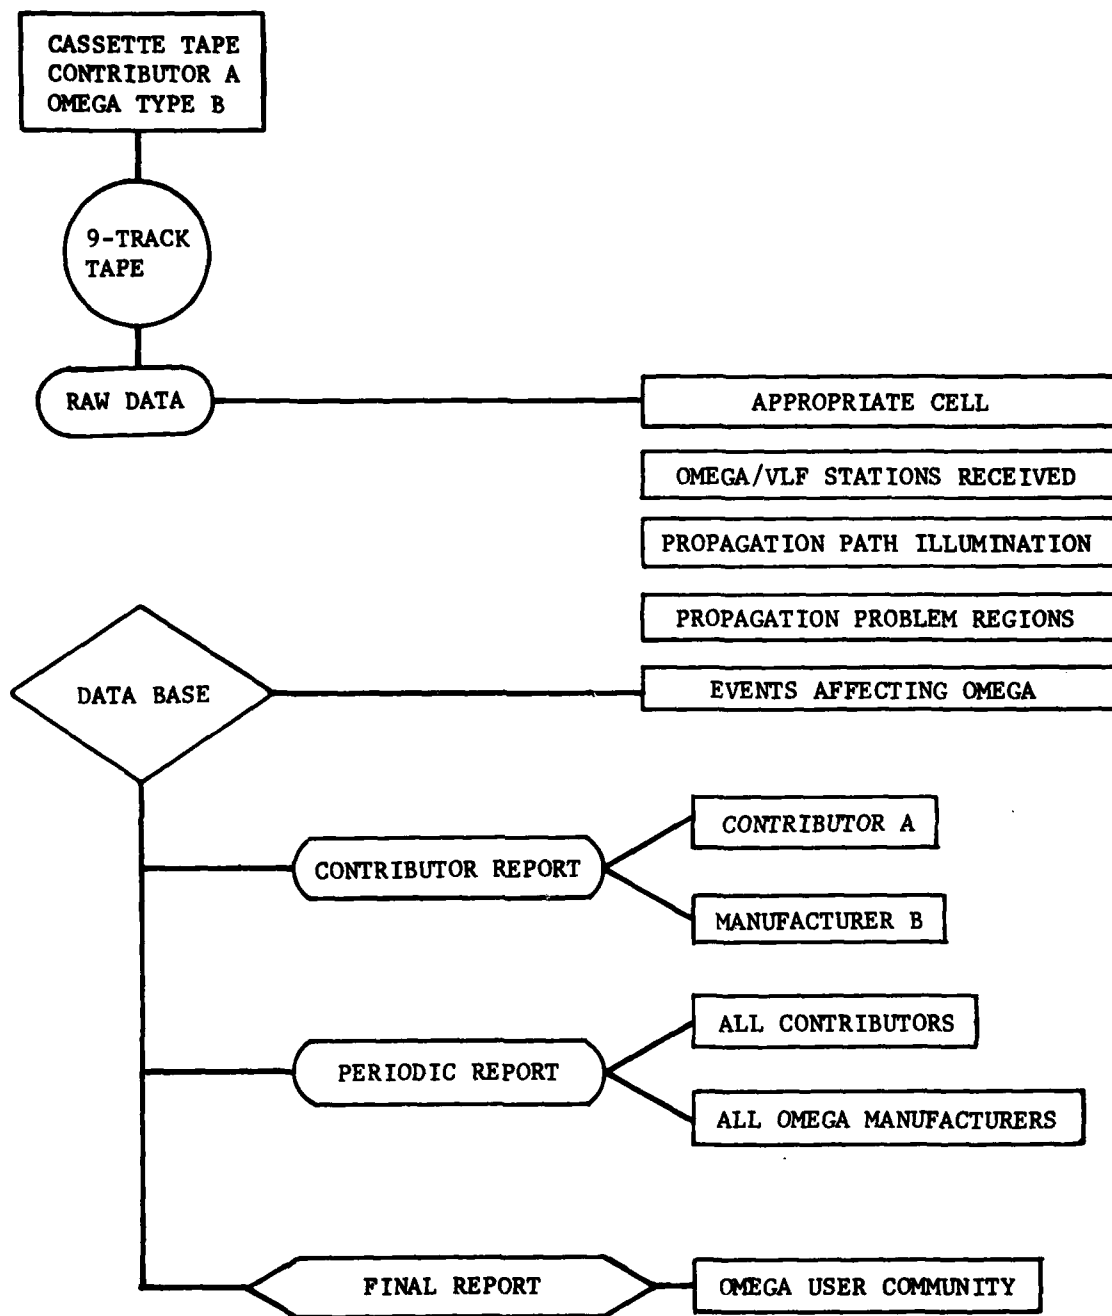 CASSETTE TAPE
CONTRIBUTOR A
OMEGA TYPE B
9-TRACK
TAPE
RAW DATA
APPROPRIATE CELL
OMEGA/VLF STATIONS RECEIVED
PROPAGATION PATH ILLUMINATION
PROPAGATION PROBLEM REGIONS
DATA BASE
EVENTS AFFECTING OMEGA
CONTRIBUTOR REPORT
CONTRIBUTOR A
MANUFACTURER B
PERIODIC REPORT
ALL CONTRIBUTORS
ALL OMEGA MANUFACTURERS
FINAL REPORT
OMEGA USER COMMUNITY